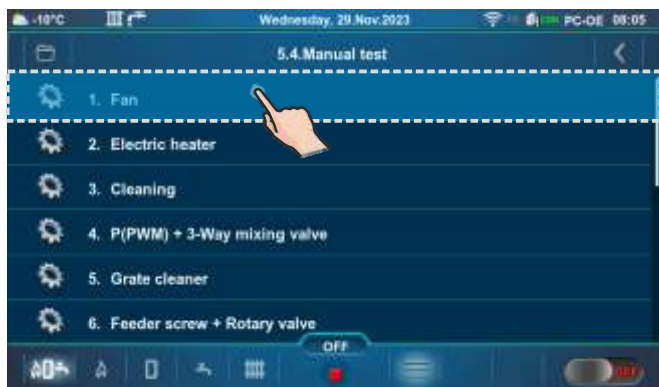 -10°C Wednesday, 29.Nov.2023 PC-OE 08:05
5.4.Manual test
1. Fan
2. Electric heater
3. Cleaning
4. P(PWM) + 3-Way mixing valve
5. Grate cleaner
6. Feeder screw + Rotary valve
OFF
OFF